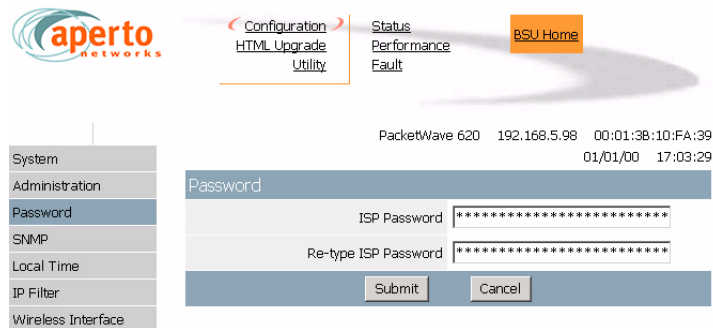 aperto
networks
Configuration
HTML Upgrade
Utility
Status
Performance
Fault
BSU Home
PacketWave 620 192.168.5.98 00:01:3B:10:FA:39
01/01/00 17:03:29
System
Administration
Password
SNMP
Local Time
IP Filter
Wireless Interface
Password
ISP Password *************************
Re-type ISP Password *************************
Submit Cancel